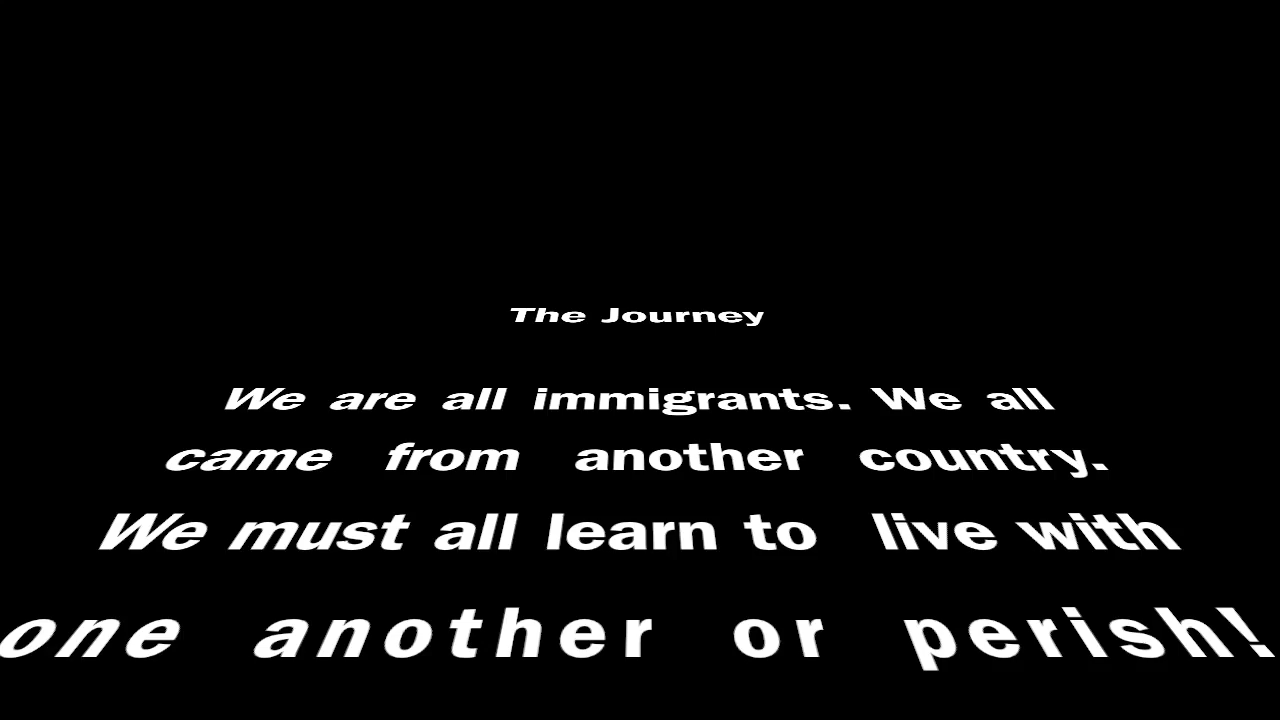 The Journey
We are all immigrants. We all
came from another country.
We must all learn to live with
one another or perish!